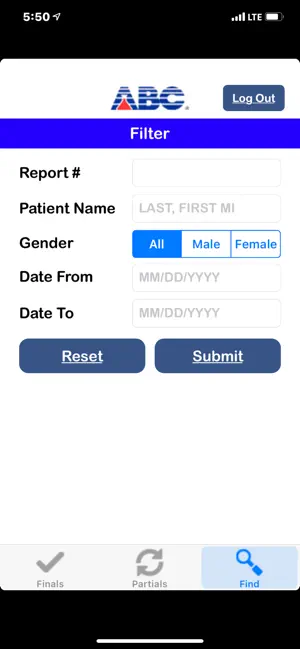 5:50 LTE
ABC
Log Out
Filter
Report #
Patient Name LAST, FIRST MI
Gender All Male Female
Date From MM/DD/YYYY
Date To MM/DD/YYYY
Reset Submit
Finals Partials Find